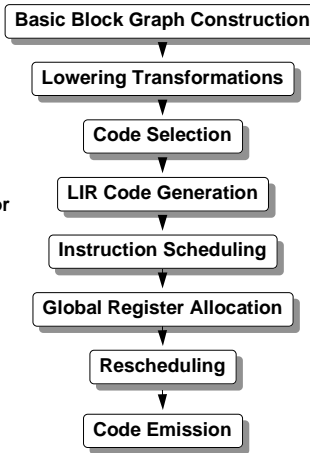 Basic Block Graph Construction
Lowering Transformations
Code Selection
LIR Code Generation
or
Instruction Scheduling
Global Register Allocation
Rescheduling
Code Emission